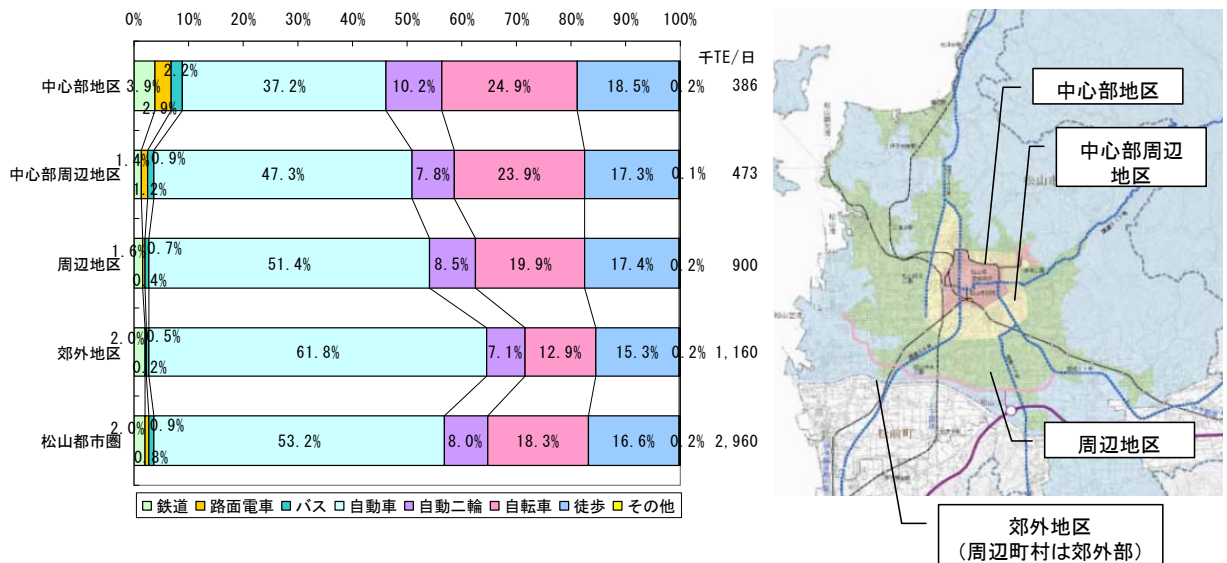 0% 10% 20% 30% 40% 50% 60% 70% 80% 90% 100%
千TE/日
中心部地区 3.9% 2.9% 2.2% 37.2% 10.2% 24.9% 18.5% 0.2% 386
中心部周辺地区 1.4% 1.2% 0.9% 47.3% 7.8% 23.9% 17.3% 0.1% 473
周辺地区 1.6% 0.4% 0.7% 51.4% 8.5% 19.9% 17.4% 0.2% 900
郊外地区 2.0% 0.2% 0.5% 61.8% 7.1% 12.9% 15.3% 0.2% 1,160
松山都市圏 2.0% 0.8% 0.9% 53.2% 8.0% 18.3% 16.6% 0.2% 2,960
鉄道 路面電車 バス 自動車 自動二輪 自転車 徒歩 その他
中心部地区
中心部周辺
地区
周辺地区
郊外地区
(周辺町村は郊外部)
松山空港
松前町